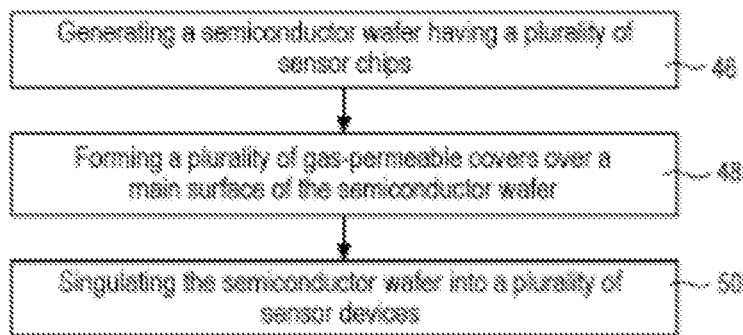 Generating a semiconductor wafer having a plurality of
sensor chips
46
Forming a plurality of gas-permeable covers over a
main surface of the semiconductor wafer
48
Singulating the semiconductor wafer into a plurality of
sensor devices
50